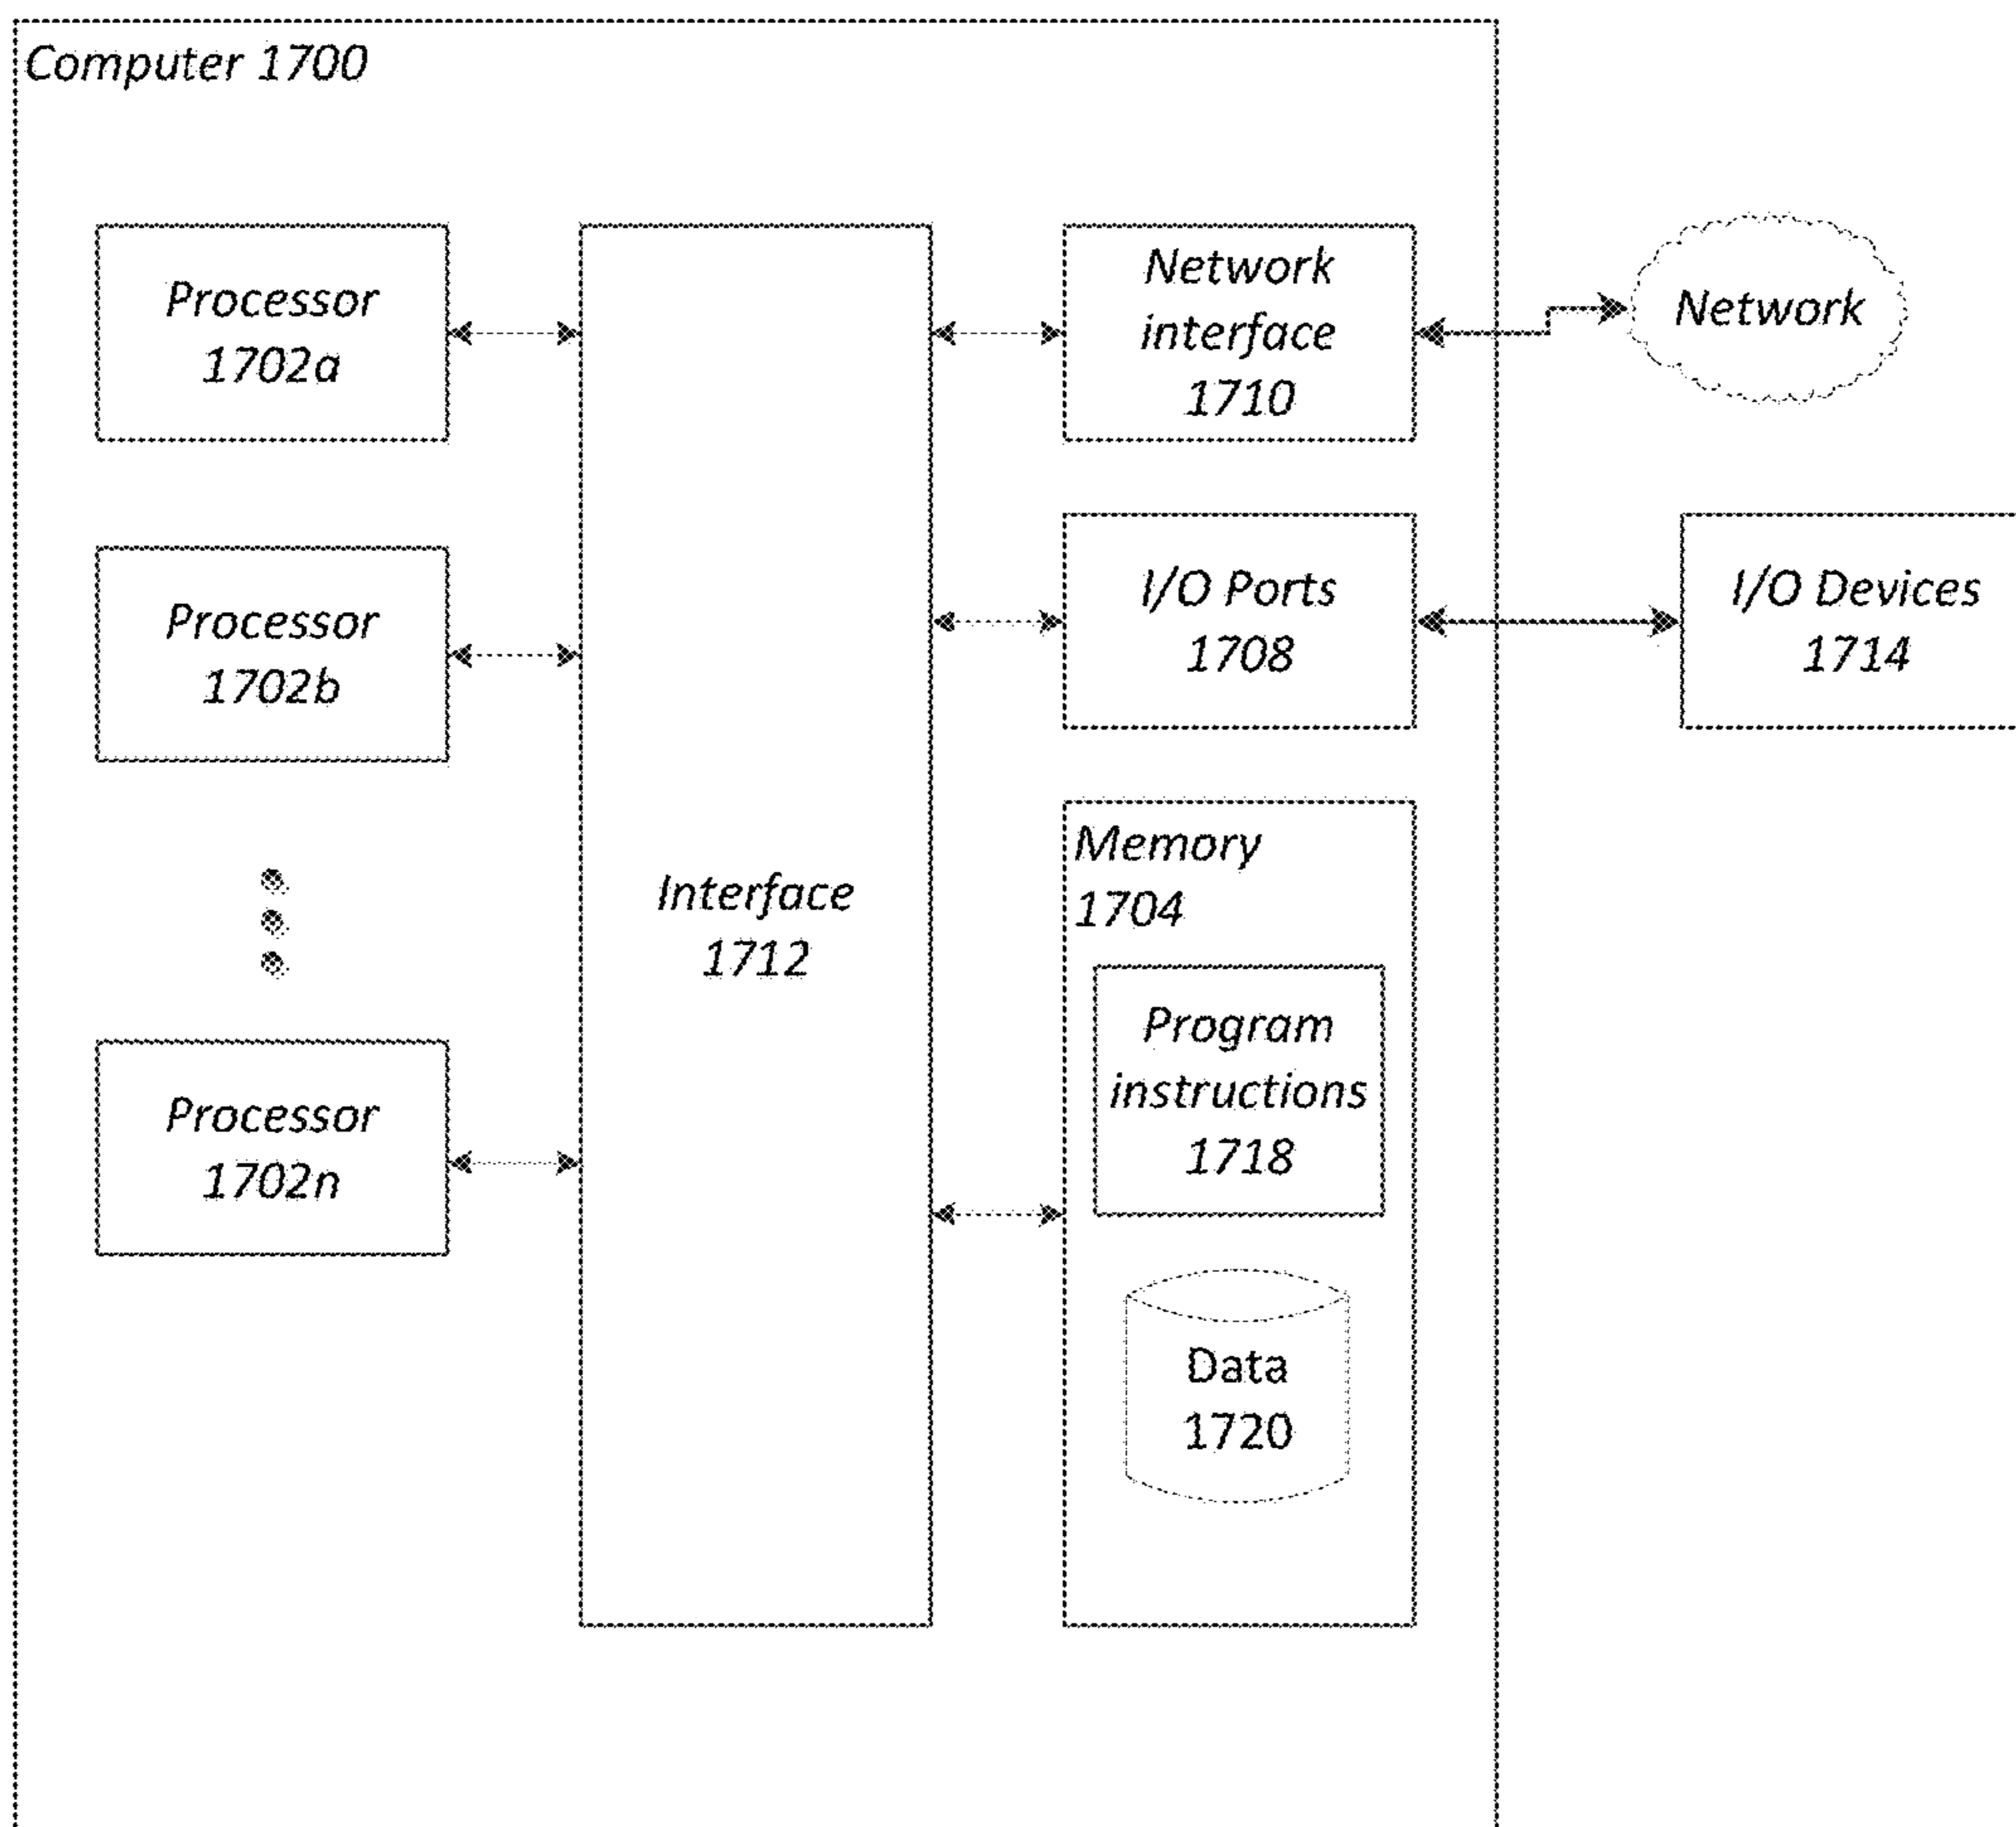 Computer 1700
Processor
1702a
Network
interface
1710
Network
Processor
1702b
I/O Ports
1708
I/O Devices
1714
Interface
1712
Memory
1704
Program
instructions
1718
Processor
1702n
Data
1720